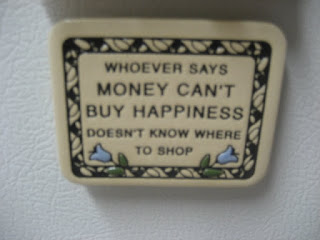 WHOEVER SAYS
MONEY CAN'T
BUY HAPPINESS
DOESN'T KNOW WHERE
TO SHOP